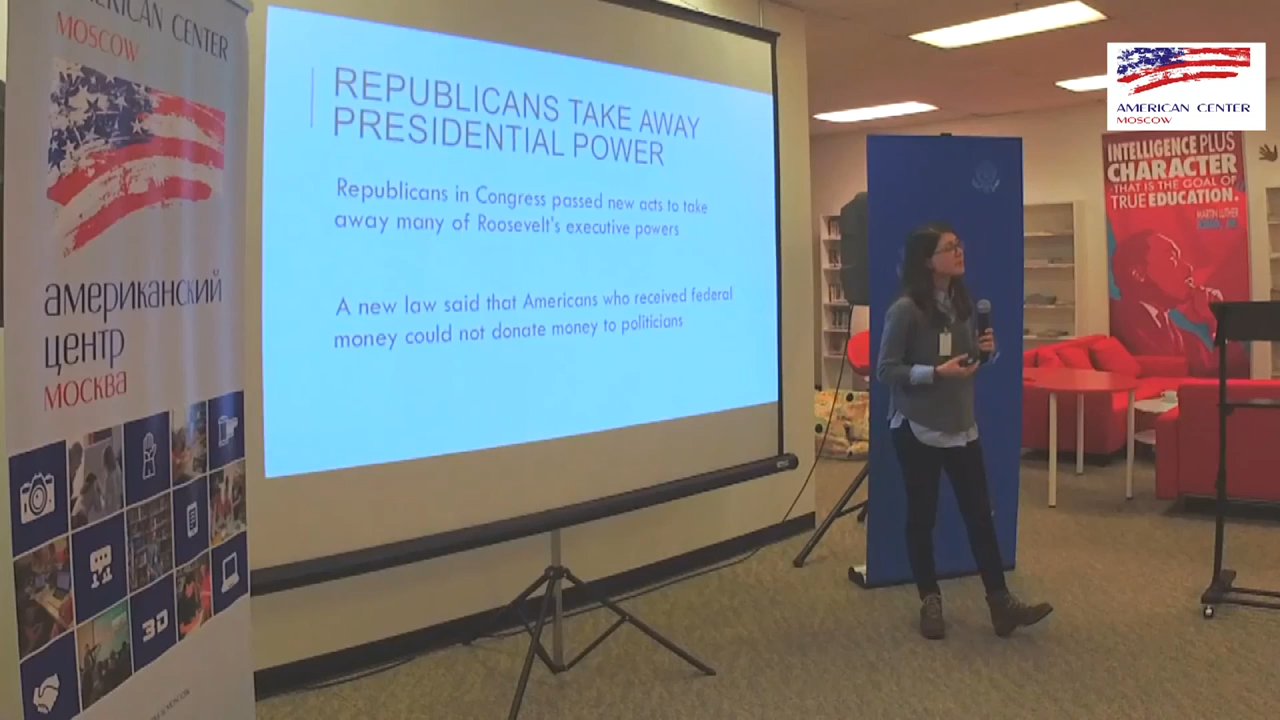 AMERICAN CENTER
MOSCOW
американский
центр
москва
3D
REPUBLICANS TAKE AWAY
PRESIDENTIAL POWER
Republicans in Congress passed new acts to take
away many of Roosevelt's executive powers
A new law said that Americans who received federal
money could not donate money to politicians
AMERICAN CENTER
MOSCOW
INTELLIGENCE PLUS
CHARACTER
THAT IS THE GOAL OF
TRUE EDUCATION.
MARTIN LUTHER